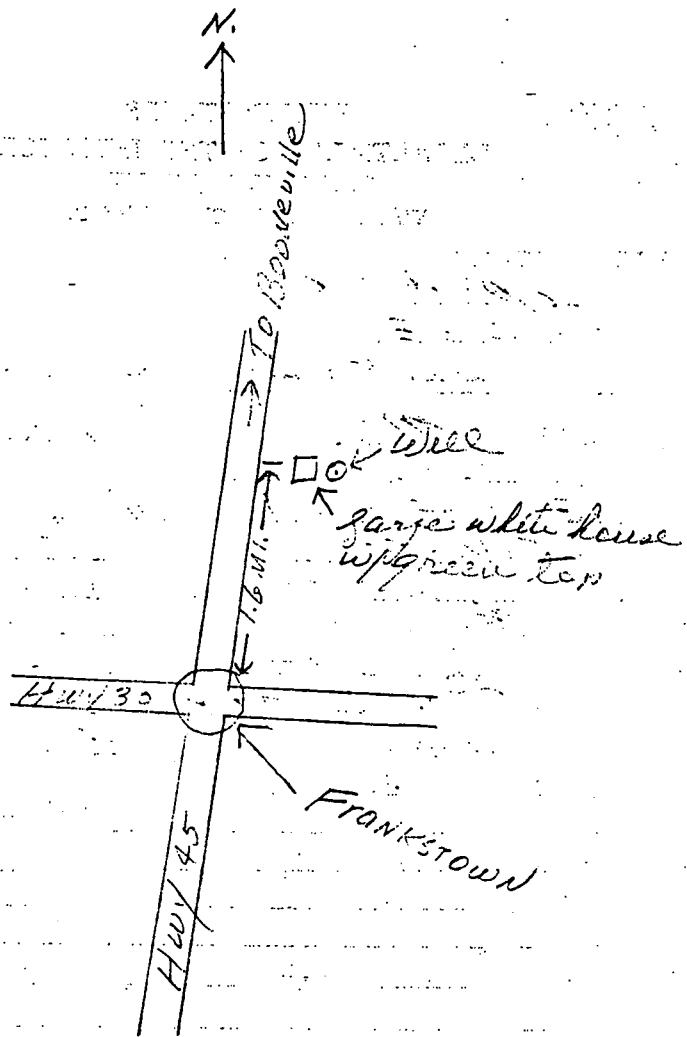 N.
To Booneville
Well
Large white house
w/green top
1.6 MI.
Hwy 30
Frankstown
Hwy 45